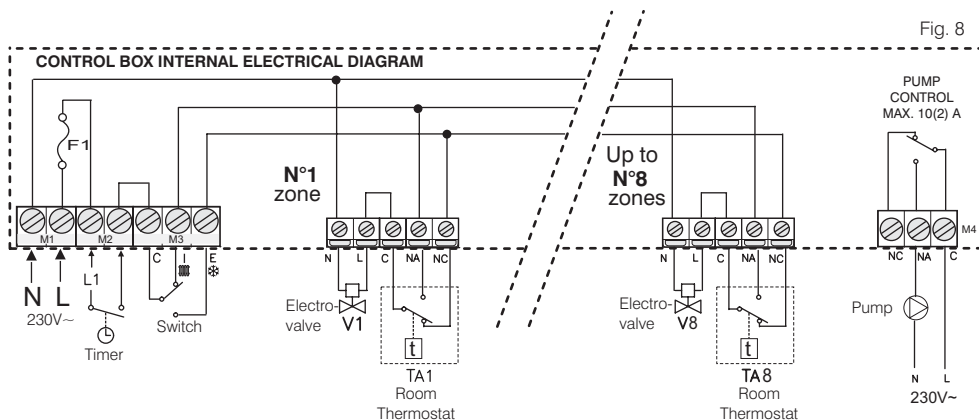 Fig. 8
CONTROL BOX INTERNAL ELECTRICAL DIAGRAM
PUMP
CONTROL
MAX. 10(2) A
F1
N°1
zone
Up to
N°8
zones
M1 M2 M3
M4
C I E
N L C NA NC
N L C NA NC
NC NA C
N L
230V~
L1
Timer
Switch
Electro-
valve
V1
t
TA1
Room
Thermostat
Electro-
valve
V8
t
TA8
Room
Thermostat
Pump
N L
230V~